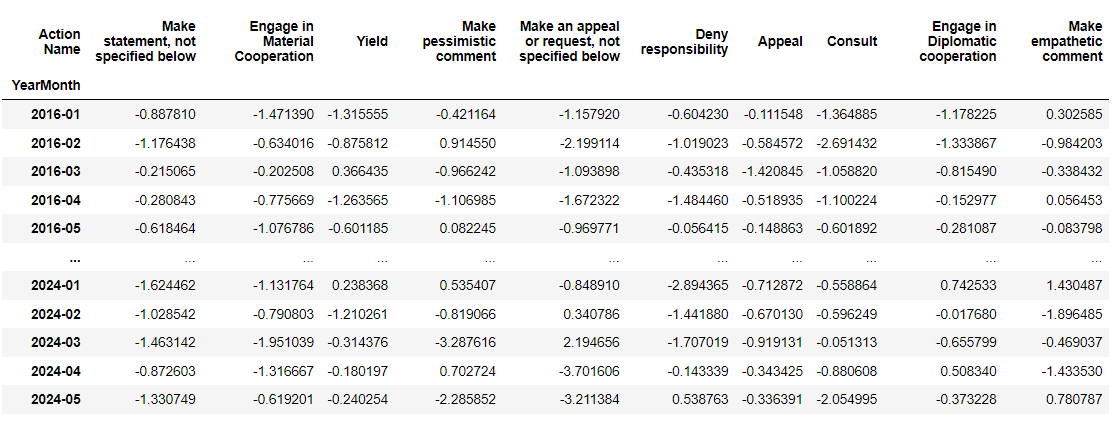 Action Name Make statement, not specified below Engage in Material Cooperation Yield Make pessimistic comment Make an appeal or request, not specified below Deny responsibility Appeal Consult Engage in Diplomatic cooperation Make empathetic comment
YearMonth
2016-01 -0.887810 -1.471390 -1.315555 -0.421164 -1.157920 -0.604230 -0.111548 -1.364885 -1.178225 0.302585
2016-02 -1.176438 -0.634016 -0.875812 0.914550 -2.199114 -1.019023 -0.584572 -2.691432 -1.333867 -0.984203
2016-03 -0.215065 -0.202508 0.366435 -0.966242 -1.093898 -0.435318 -1.420845 -1.058820 -0.815490 -0.338432
2016-04 -0.280843 -0.775669 -1.263565 -1.106985 -1.672322 -1.484460 -0.518935 -1.100224 -0.152977 0.056453
2016-05 -0.618464 -1.076786 -0.601185 0.082245 -0.969771 -0.056415 -0.148863 -0.601892 -0.281087 -0.083798
... ... ... ... ... ... ... ... ... ... ...
2024-01 -1.624462 -1.131764 0.238368 0.535407 -0.848910 -2.894365 -0.712872 -0.558864 0.742533 1.430487
2024-02 -1.028542 -0.790803 -1.210261 -0.819066 0.340786 -1.441880 -0.670130 -0.596249 -0.017680 -1.896485
2024-03 -1.463142 -1.951039 -0.314376 -3.287616 2.194656 -1.707019 -0.919131 -0.051313 -0.655799 -0.469037
2024-04 -0.872603 -1.316667 -0.180197 0.702724 -3.701606 -0.143339 -0.343425 -0.880608 0.508340 -1.433530
2024-05 -1.330749 -0.619201 -0.240254 -2.285852 -3.211384 0.538763 -0.336391 -2.054995 -0.373228 0.780787